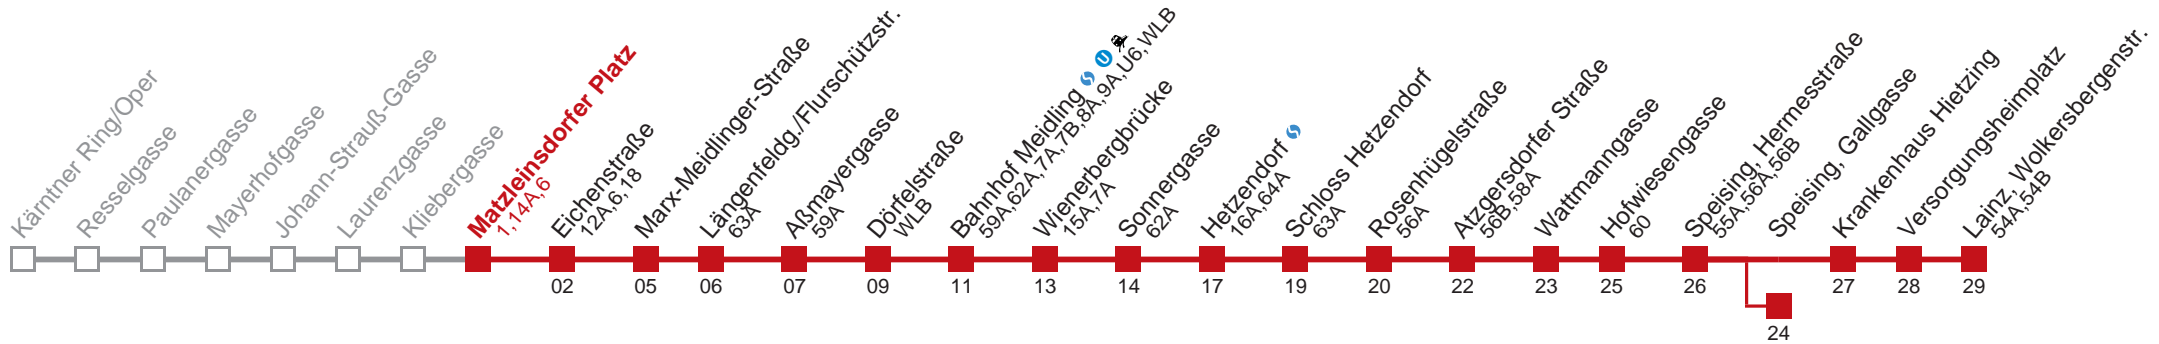 Kärntner Ring/Oper
Resselgasse
Paulanergasse
Mayerhofgasse
Johann-Strauß-Gasse
Laurenzgasse
Kliebergasse
Matzleinsdorfer Platz
1,14A,6
Eichenstraße
12A,6,18
Marx-Meidlinger-Straße
Längenfeldg./Flurschützstr.
63A
Aßmayergasse
59A
Dörfelstraße
WLB
Bahnhof Meidling S U
59A,62A,7A,7B,8A,9A,U6,WLB
Wienerbergbrücke
15A,7A
Sonnergasse
62A
Hetzendorf S
16A,64A
Schloss Hetzendorf
63A
Rosenhügelstraße
56A
Atzgersdorfer Straße
56B,58A
Wattmanngasse
Hofwiesengasse
60
Speising, Hermesstraße
55A,56A,56B
Speising, Gallgasse
Krankenhaus Hietzing
Versorgungsheimplatz
Lainz, Wolkersbergenstr.
54A,54B
02 05 06 07 09 11 13 14 17 19 20 22 23 25 26 27 28 29
24